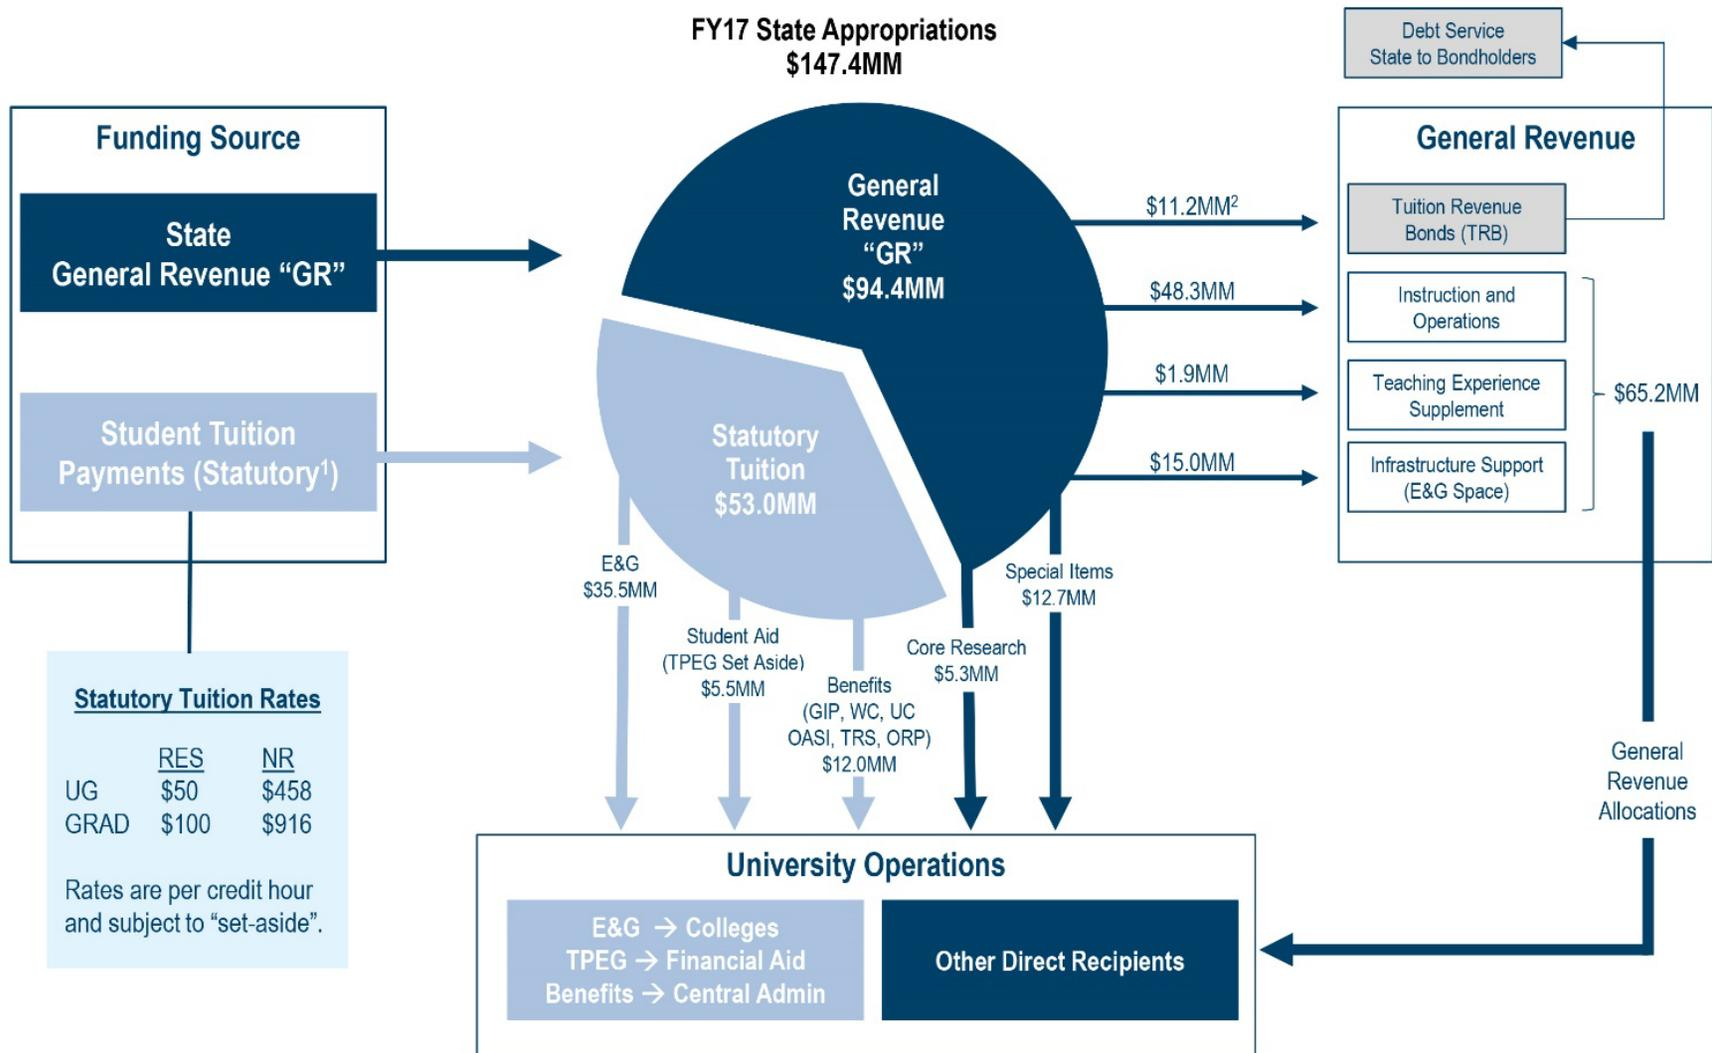 FY17 State Appropriations
$147.4MM
Debt Service
State to Bondholders
Funding Source
State
General Revenue “GR”
Student Tuition
Payments (Statutory¹)
General
Revenue
“GR”
$94.4MM
Statutory
Tuition
$53.0MM
$11.2MM²
$48.3MM
$1.9MM
$15.0MM
General Revenue
Tuition Revenue
Bonds (TRB)
Instruction and
Operations
Teaching Experience
Supplement
Infrastructure Support
(E&G Space)
$65.2MM
E&G
$35.5MM
Student Aid
(TPEG Set Aside)
$5.5MM
Benefits
(GIP, WC, UC
OASI, TRS, ORP)
$12.0MM
Core Research
$5.3MM
Special Items
$12.7MM
General
Revenue
Allocations
Statutory Tuition Rates
RES NR
UG $50 $458
GRAD $100 $916
Rates are per credit hour
and subject to “set-aside”.
University Operations
E&G → Colleges
TPEG → Financial Aid
Benefits → Central Admin
Other Direct Recipients